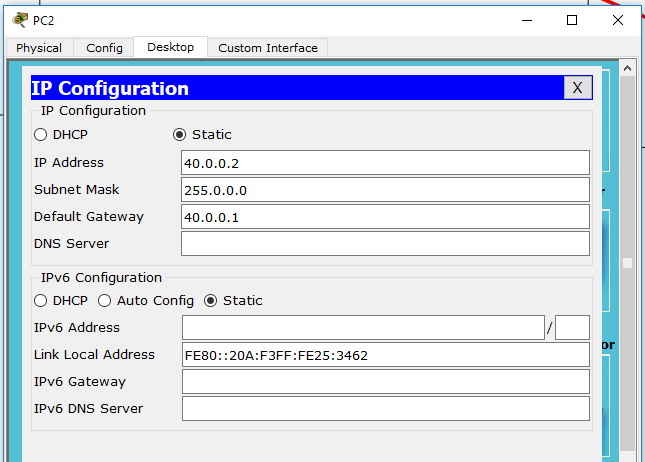 PC2
Physical Config Desktop Custom Interface
IP Configuration X
IP Configuration
DHCP Static
IP Address 40.0.0.2
Subnet Mask 255.0.0.0
Default Gateway 40.0.0.1
DNS Server
IPv6 Configuration
DHCP Auto Config Static
IPv6 Address /
Link Local Address FE80::20A:F3FF:FE25:3462
IPv6 Gateway
IPv6 DNS Server
or